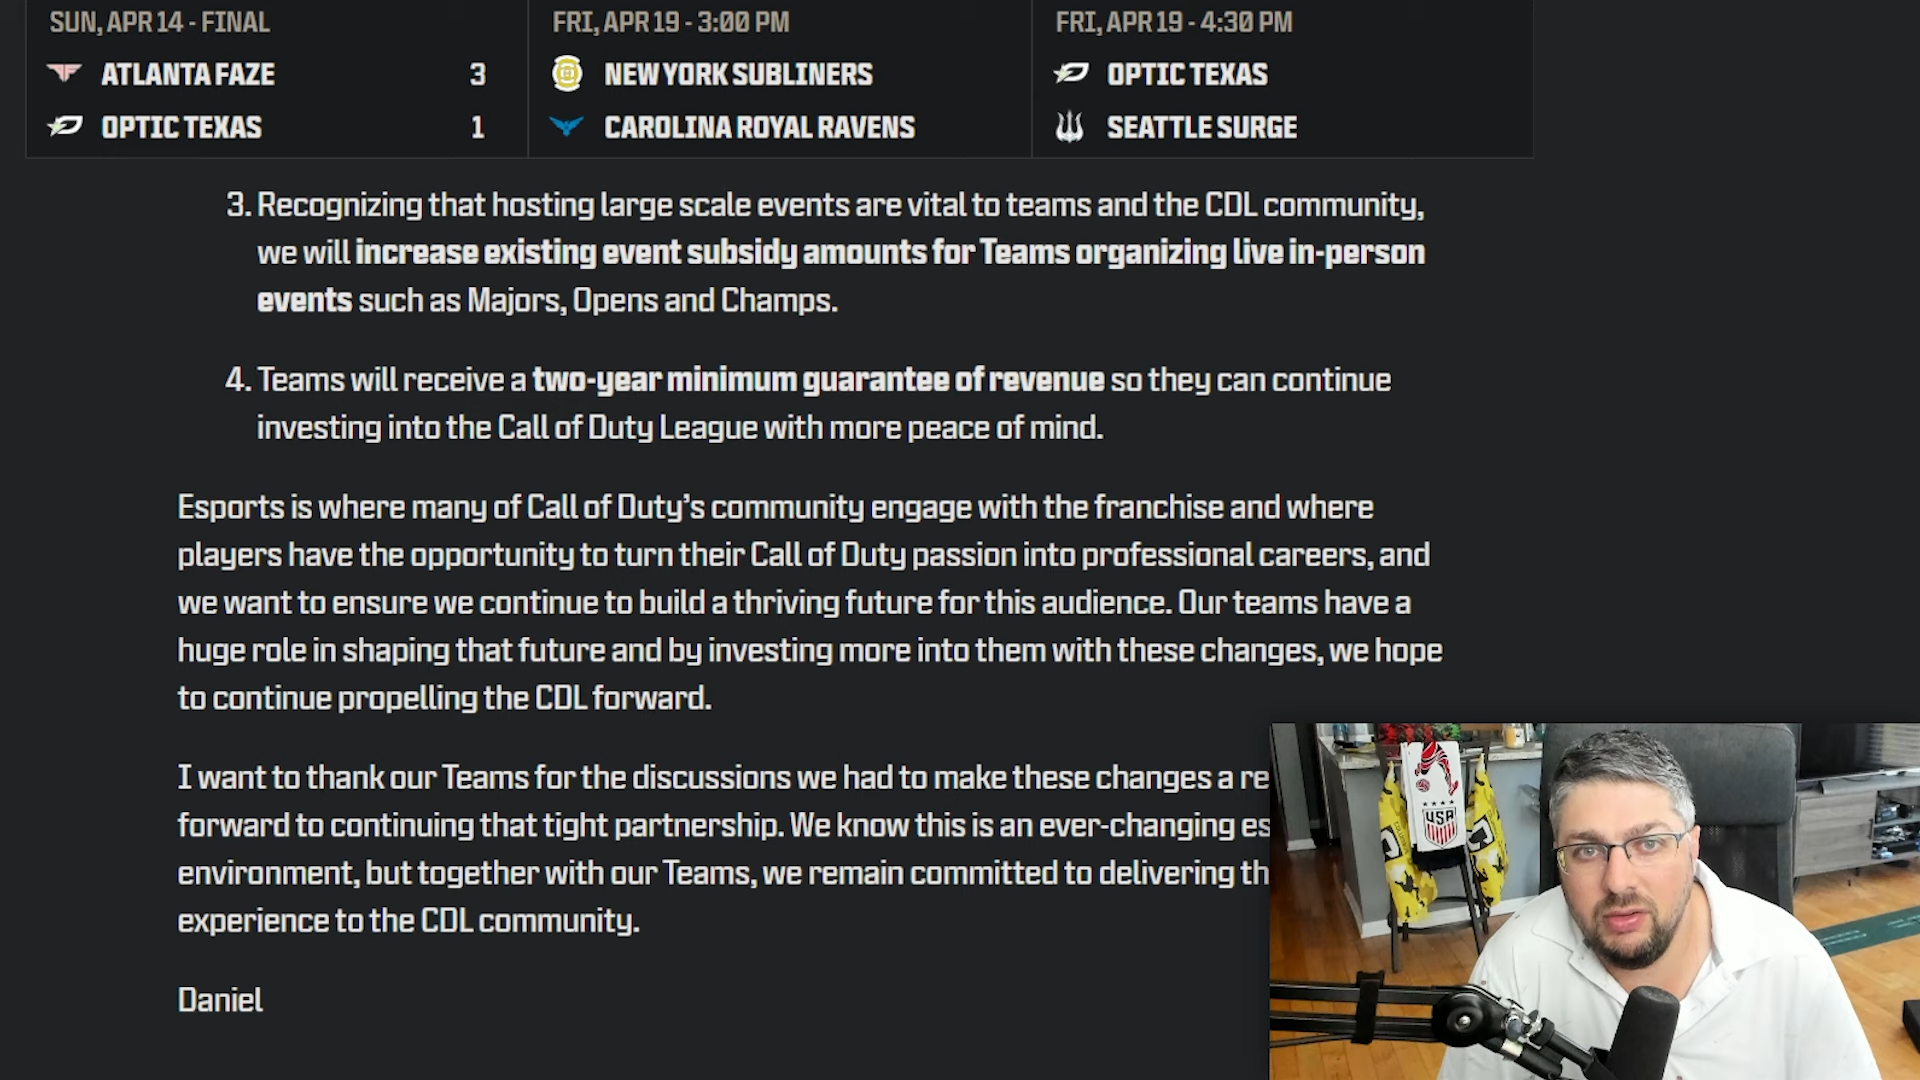 SUN, APR 14 - FINAL
ATLANTA FAZE 3
OPTIC TEXAS 1
FRI, APR 19 - 3:00 PM
NEW YORK SUBLINERS
CAROLINA ROYAL RAVENS
FRI, APR 19 - 4:30 PM
OPTIC TEXAS
SEATTLE SURGE
3. Recognizing that hosting large scale events are vital to teams and the CDL community,
we will increase existing event subsidy amounts for Teams organizing live in-person
events such as Majors, Opens and Champs.
4. Teams will receive a two-year minimum guarantee of revenue so they can continue
investing into the Call of Duty League with more peace of mind.
Esports is where many of Call of Duty’s community engage with the franchise and where
players have the opportunity to turn their Call of Duty passion into professional careers, and
we want to ensure we continue to build a thriving future for this audience. Our teams have a
huge role in shaping that future and by investing more into them with these changes, we hope
to continue propelling the CDL forward.
I want to thank our Teams for the discussions we had to make these changes a re
forward to continuing that tight partnership. We know this is an ever-changing es
environment, but together with our Teams, we remain committed to delivering th
experience to the CDL community.
Daniel
USA